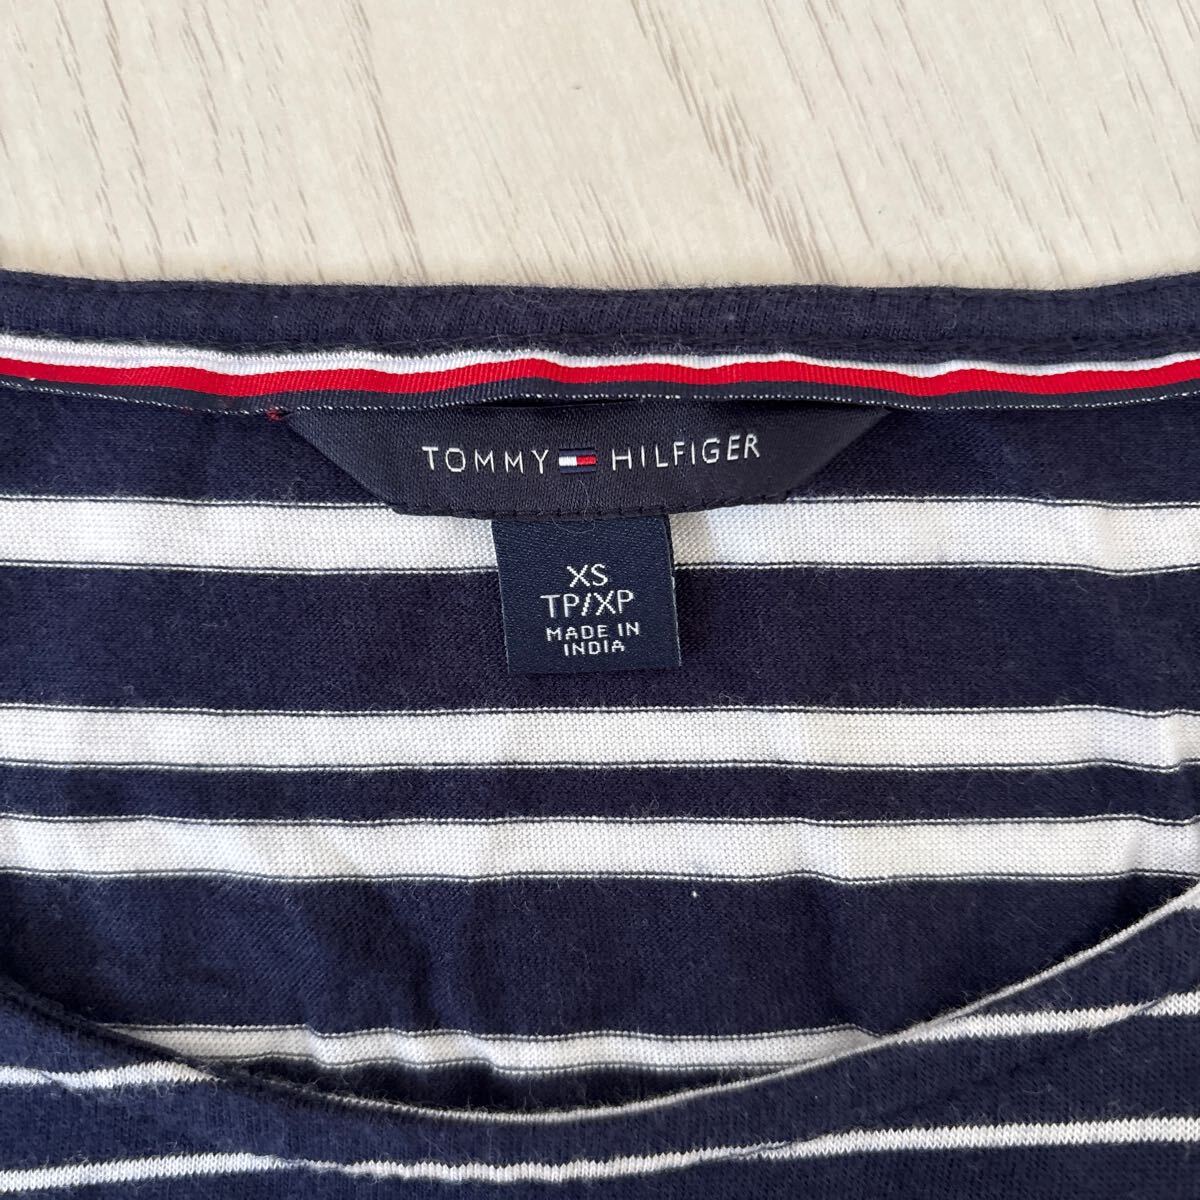 TOMMY HILFIGER
XS
TP/XP
MADE IN
INDIA